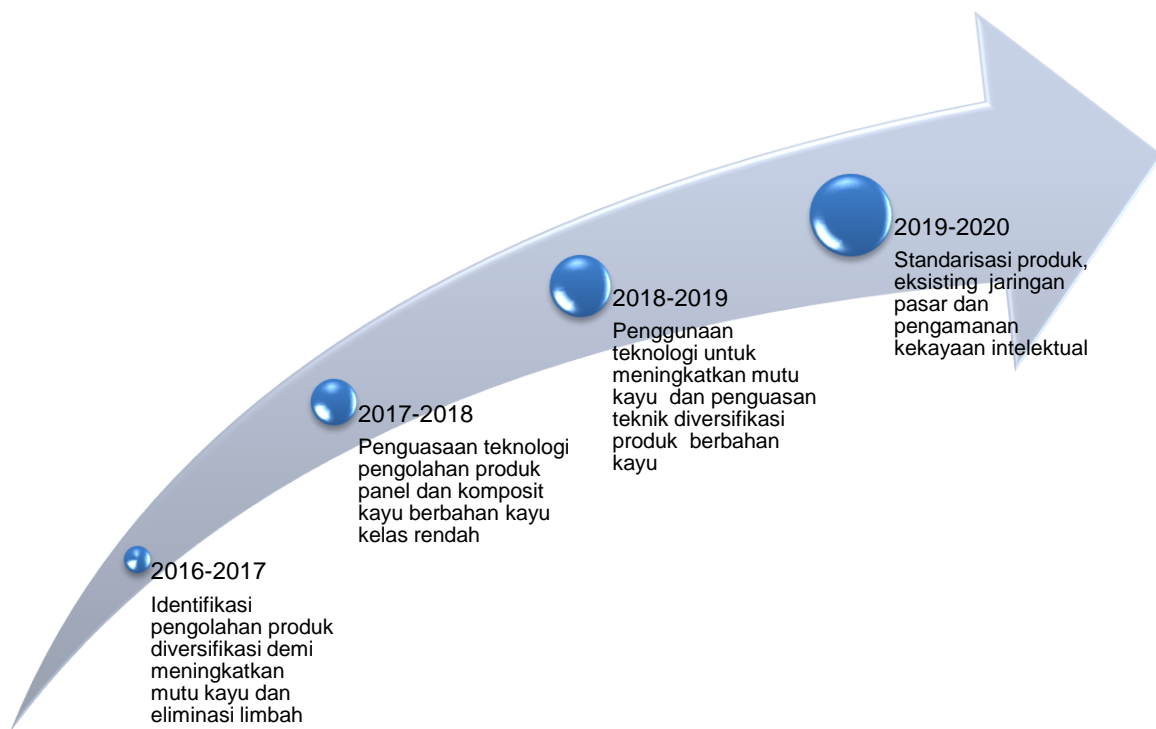 2019-2020
Standarisasi produk,
eksisting jaringan
pasar dan
pengamanan
kekayaan intelektual
2018-2019
Penggunaan
teknologi untuk
meningkatkan mutu
kayu dan penguasan
teknik diversifikasi
produk berbahan
kayu
2017-2018
Penguasaan teknologi
pengolahan produk
panel dan komposit
kayu berbahan kayu
kelas rendah
2016-2017
Identifikasi
pengolahan produk
diversifikasi demi
meningkatkan
mutu kayu dan
eliminasi limbah